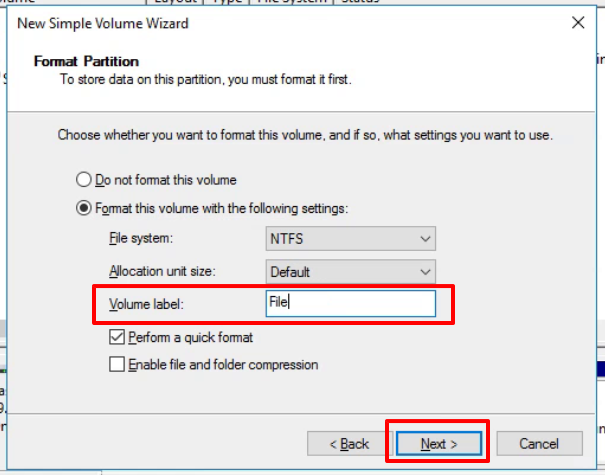 New Simple Volume Wizard
Format Partition
To store data on this partition, you must format it first.
Choose whether you want to format this volume, and if so, what settings you want to use.
Do not format this volume
Format this volume with the following settings:
File system: NTFS
Allocation unit size: Default
Volume label: File
Perform a quick format
Enable file and folder compression
< Back Next > Cancel